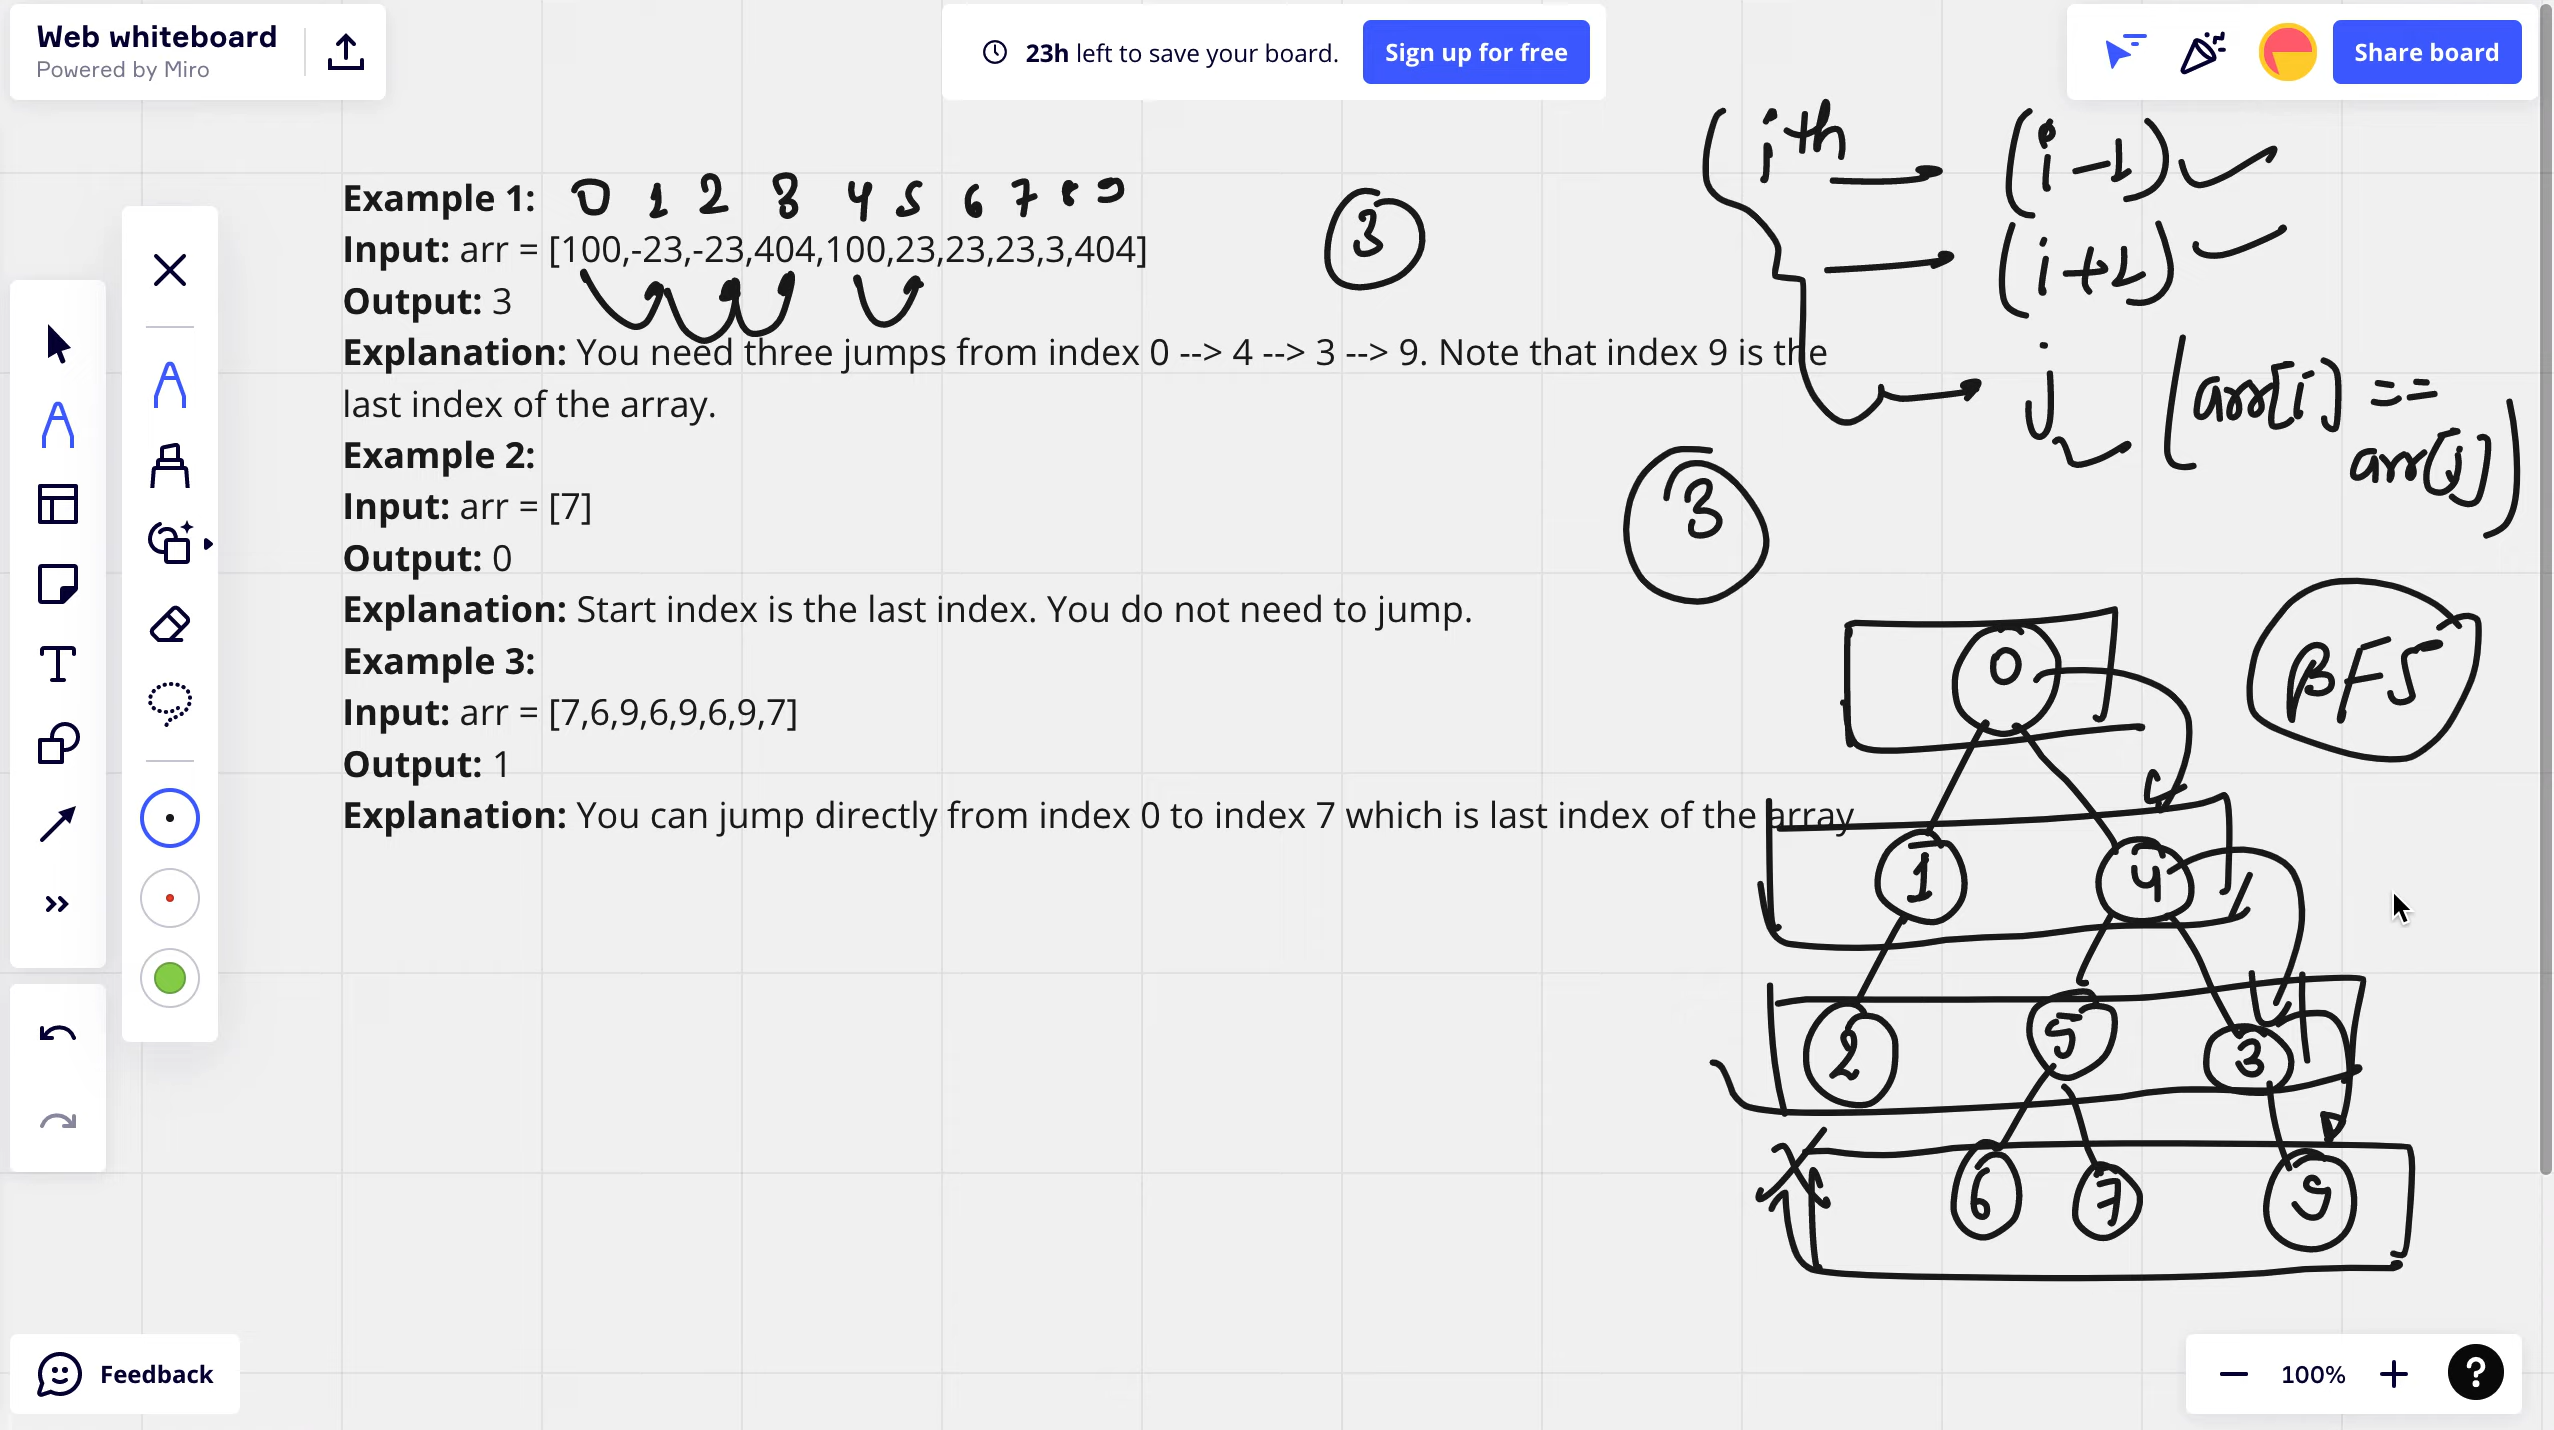 Web whiteboard
Powered by Miro
23h left to save your board.
Sign up for free
Share board
Example 1: 0 1 2 3 4 5 6 7 8 9
Input: arr = [100,-23,-23,404,100,23,23,23,3,404]
Output: 3
Explanation: You need three jumps from index 0 --> 4 --> 3 --> 9. Note that index 9 is the
last index of the array.
Example 2:
Input: arr = [7]
Output: 0
Explanation: Start index is the last index. You do not need to jump.
Example 3:
Input: arr = [7,6,9,6,9,6,9,7]
Output: 1
Explanation: You can jump directly from index 0 to index 7 which is last index of the array
3
ith (i-1)
(i+1)
j (arr[i] ==
arr[j])
3
BFS
0
1 4
2 5 3
6 7 9
Feedback
100%